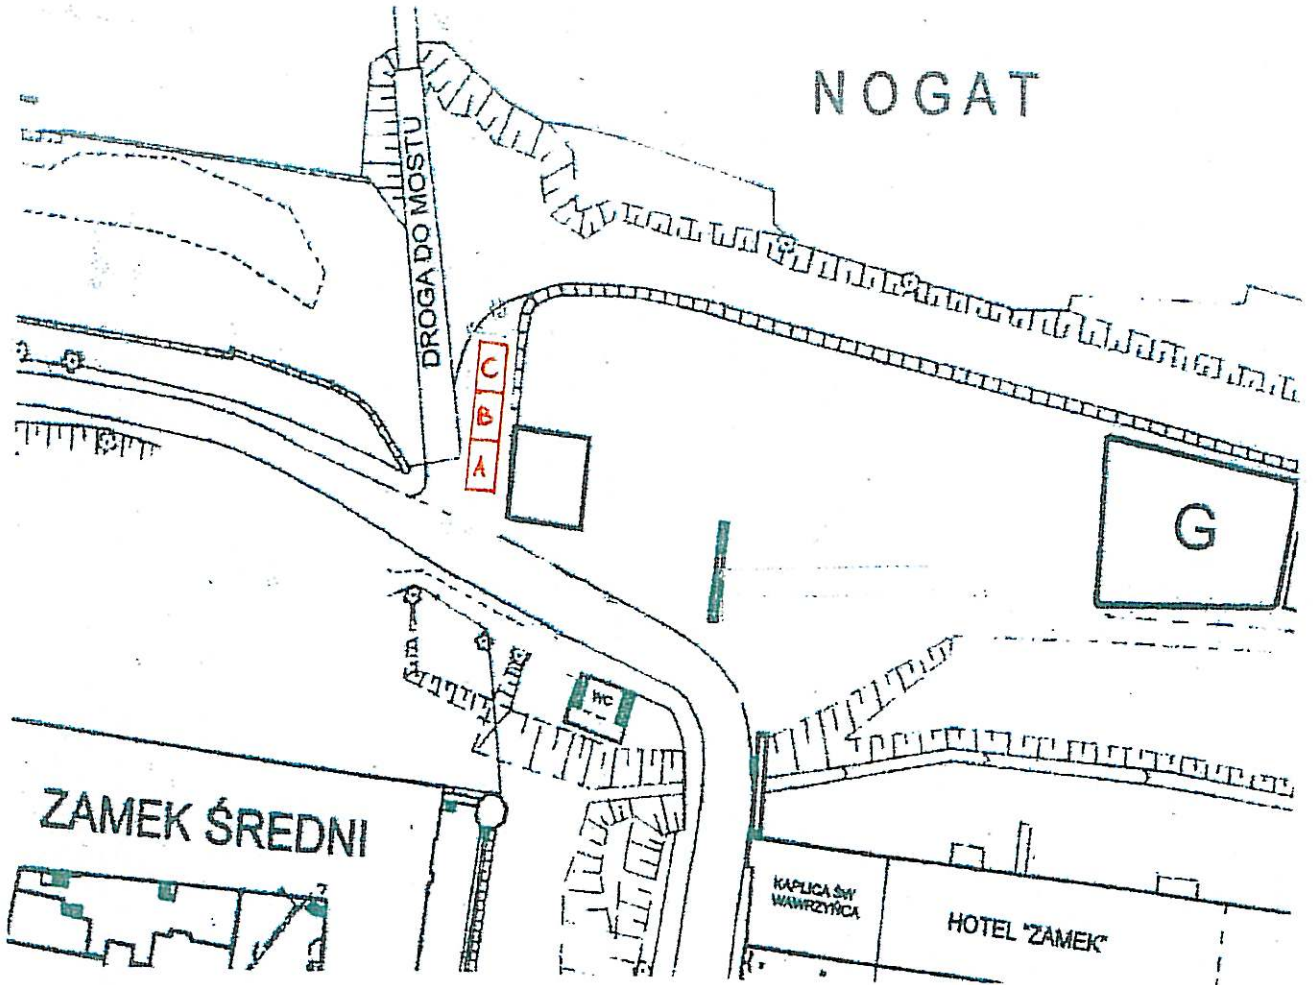 NOGAT
DROGA DO MOSTU
C
B
A
G
WC
ZAMEK ŚREDNI
KAPLICA ŚW
WAWRZYŃCA
HOTEL "ZAMEK"